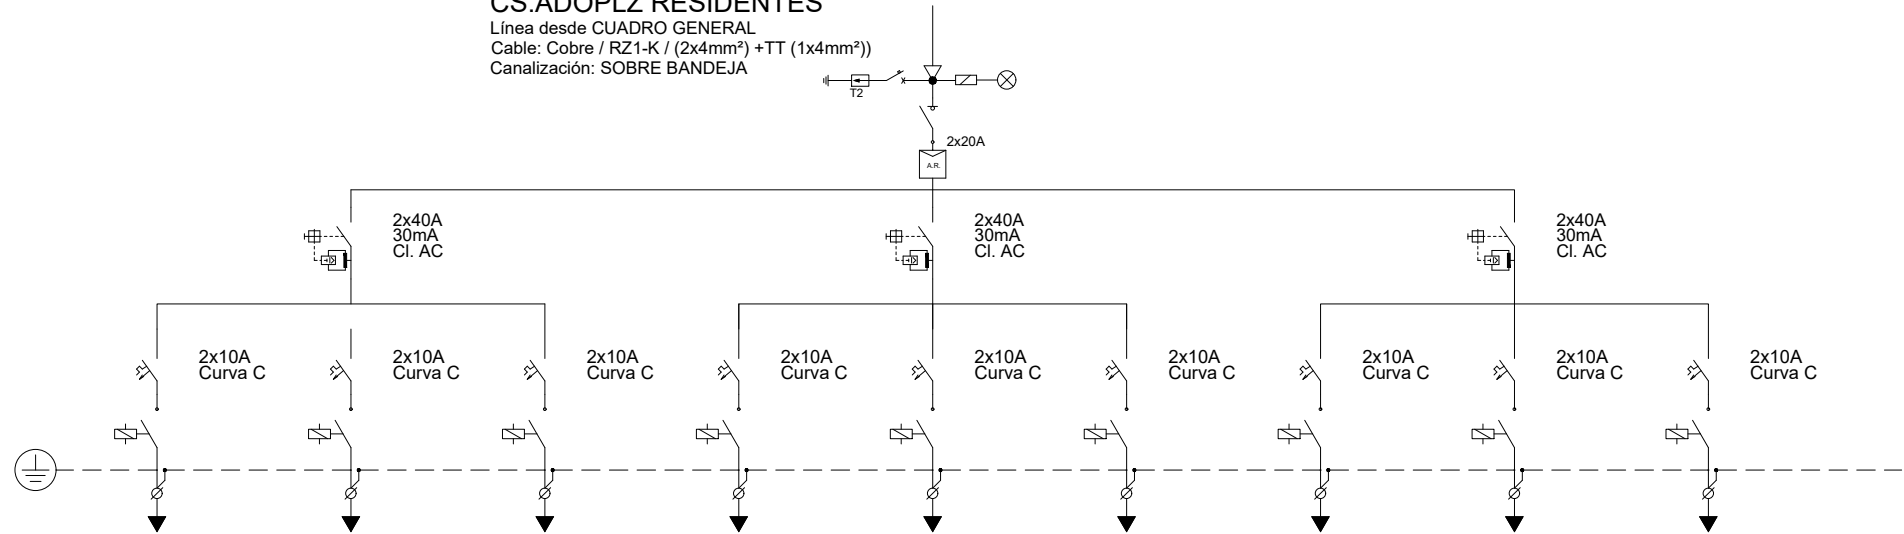 CS.ADOPLZ RESIDENTES
Línea desde CUADRO GENERAL
Cable: Cobre / RZ1-K / (2x4mm²) +TT (1x4mm²))
Canalización: SOBRE BANDEJA
T2
2x20A
A.R.
2x40A
30mA
Cl. AC
2x40A
30mA
Cl. AC
2x40A
30mA
Cl. AC
2x10A
Curva C
2x10A
Curva C
2x10A
Curva C
2x10A
Curva C
2x10A
Curva C
2x10A
Curva C
2x10A
Curva C
2x10A
Curva C
2x10A
Curva C